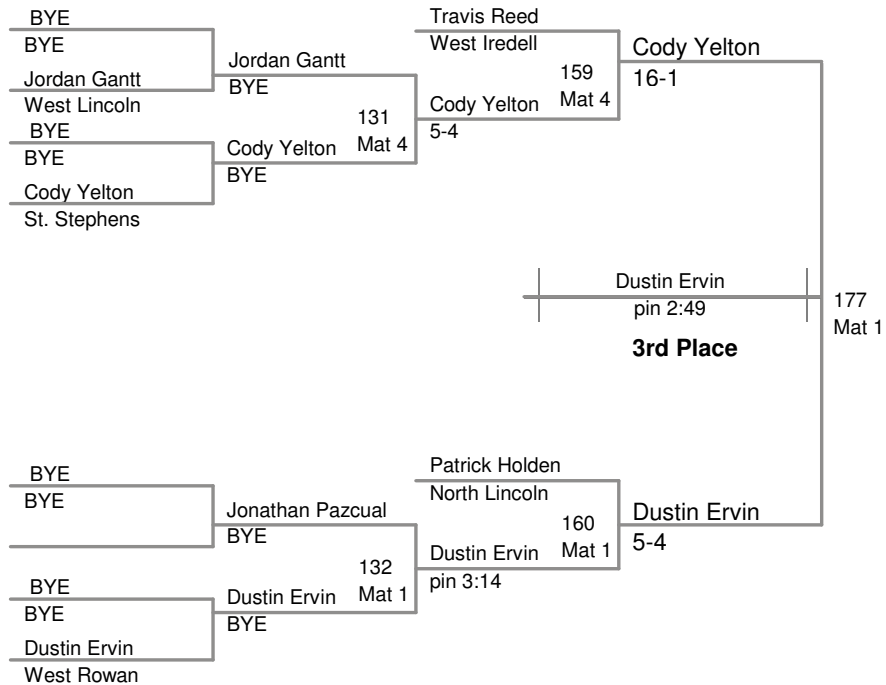 BYE
BYE
Jordan Gantt
West Lincoln
BYE
BYE
Cody Yelton
St. Stephens
Jordan Gantt
BYE
Cody Yelton
BYE
131
Mat 4
Travis Reed
West Iredell
Cody Yelton
5-4
159
Mat 4
Cody Yelton
16-1
Dustin Ervin
pin 2:49
3rd Place
177
Mat 1
BYE
BYE
BYE
BYE
Dustin Ervin
West Rowan
Jonathan Pazcual
BYE
Dustin Ervin
BYE
132
Mat 1
Patrick Holden
North Lincoln
Dustin Ervin
pin 3:14
160
Mat 1
Dustin Ervin
5-4